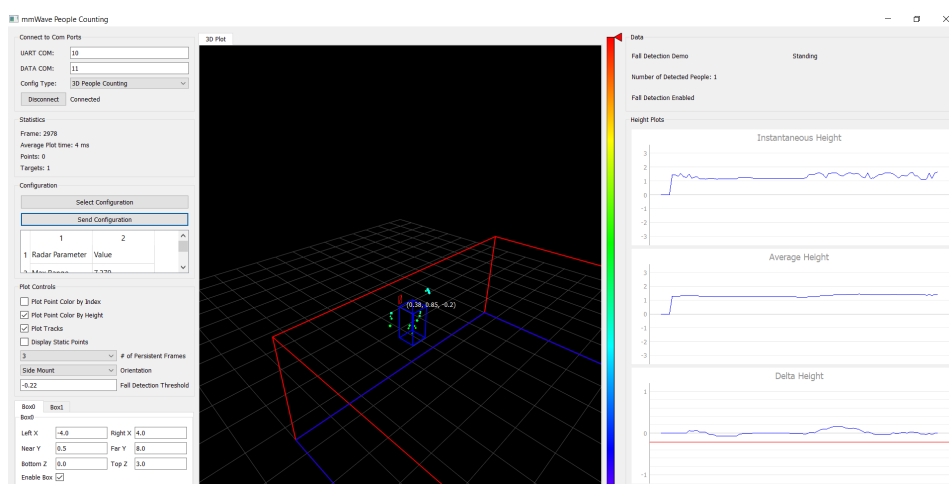 mmWave People Counting
Connect to Com Ports
UART COM: 10
DATA COM: 11
Config Type: 3D People Counting
Disconnect Connected
Statistics
Frame: 2978
Average Plot time: 4 ms
Points: 0
Targets: 1
Configuration
Select Configuration
Send Configuration
1 2
1 Radar Parameter Value
2 Max Range 7.270
Plot Controls
Plot Point Color by Index
Plot Point Color By Height
Plot Tracks
Display Static Points
3 # of Persistent Frames
Side Mount Orientation
-0.22 Fall Detection Threshold
Box0 Box1
Box0
Left X -4.0 Right X 4.0
Near Y 0.5 Far Y 8.0
Bottom Z 0.0 Top Z 3.0
Enable Box
3D Plot
(0.38, 0.85, -0.2)
Data
Fall Detection Demo Standing
Number of Detected People: 1
Fall Detection Enabled
Height Plots
Instantaneous Height
3
2
1
0
-1
-2
-3
Average Height
3
2
1
0
-1
-2
-3
Delta Height
1
0
-1